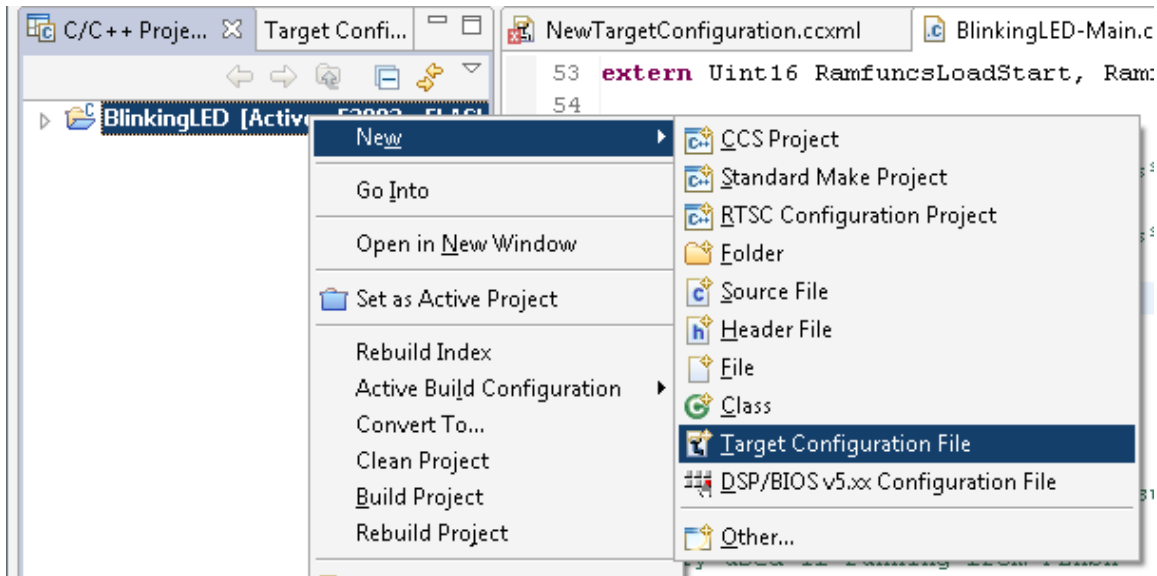 C/C++ Proje... Target Confi... NewTargetConfiguration.ccxml BlinkingLED-Main.c
53 extern Uint16 RamfuncsLoadStart,
54
BlinkingLED [Active
New
Go Into
Open in New Window
Set as Active Project
Rebuild Index
Active Build Configuration
Convert To...
Clean Project
Build Project
Rebuild Project
CCS Project
Standard Make Project
RTSC Configuration Project
Folder
Source File
Header File
File
Class
Target Configuration File
DSP/BIOS v5.xx Configuration File
Other...